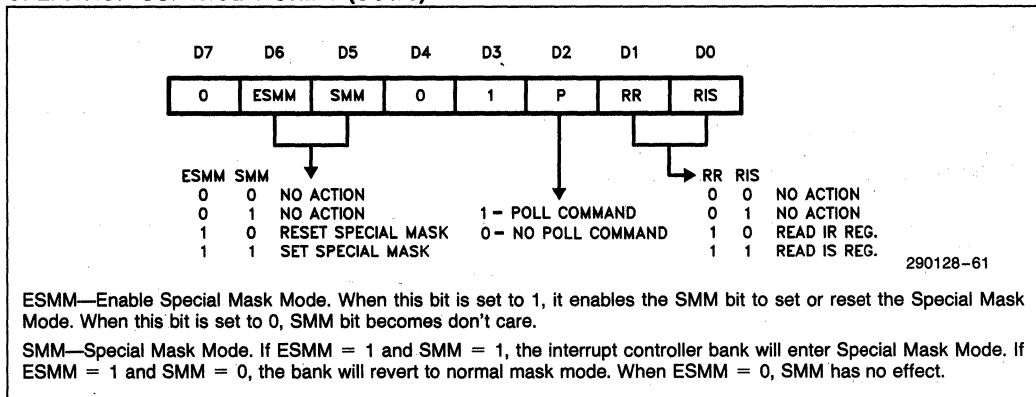 D7 D6 D5 D4 D3 D2 D1 D0
0 ESMM SMM 0 1 P RR RIS
ESMM SMM
0 0 NO ACTION
0 1 NO ACTION
1 0 RESET SPECIAL MASK
1 1 SET SPECIAL MASK
1 – POLL COMMAND
0 – NO POLL COMMAND
RR RIS
0 0 NO ACTION
0 1 NO ACTION
1 0 READ IR REG.
1 1 READ IS REG.
290128–61
ESMM—Enable Special Mask Mode. When this bit is set to 1, it enables the SMM bit to set or reset the Special Mask
Mode. When this bit is set to 0, SMM bit becomes don't care.
SMM—Special Mask Mode. If ESMM = 1 and SMM = 1, the interrupt controller bank will enter Special Mask Mode. If
ESMM = 1 and SMM = 0, the bank will revert to normal mask mode. When ESMM = 0, SMM has no effect.